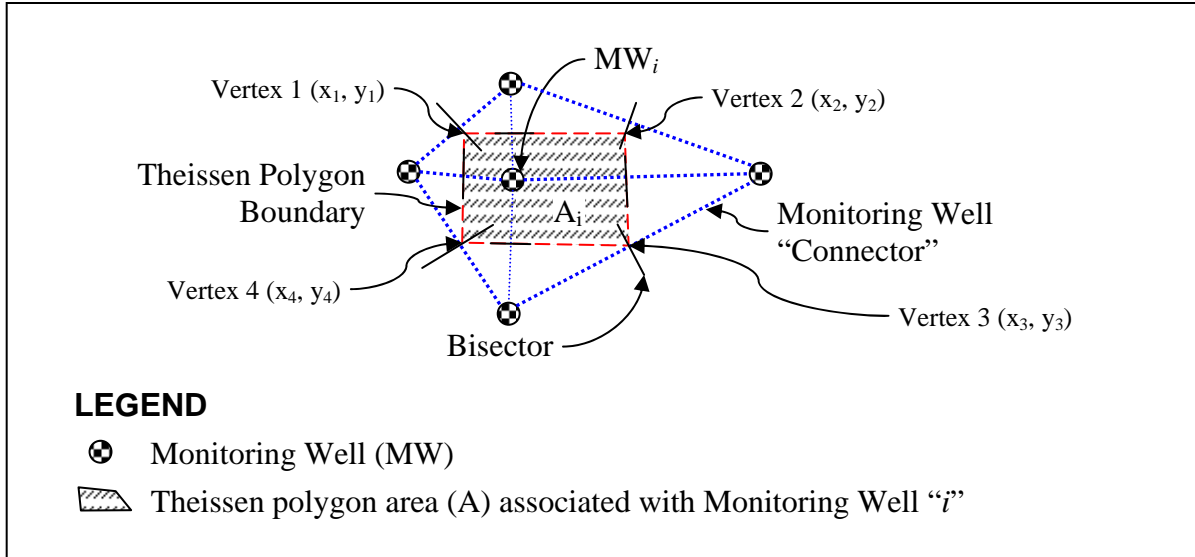 MWᵢ
Vertex 1 (x₁, y₁)
Vertex 2 (x₂, y₂)
Theissen Polygon
Boundary
Aᵢ
Monitoring Well
“Connector”
Vertex 4 (x₄, y₄)
Vertex 3 (x₃, y₃)
Bisector
LEGEND
Monitoring Well (MW)
Theissen polygon area (A) associated with Monitoring Well “i”